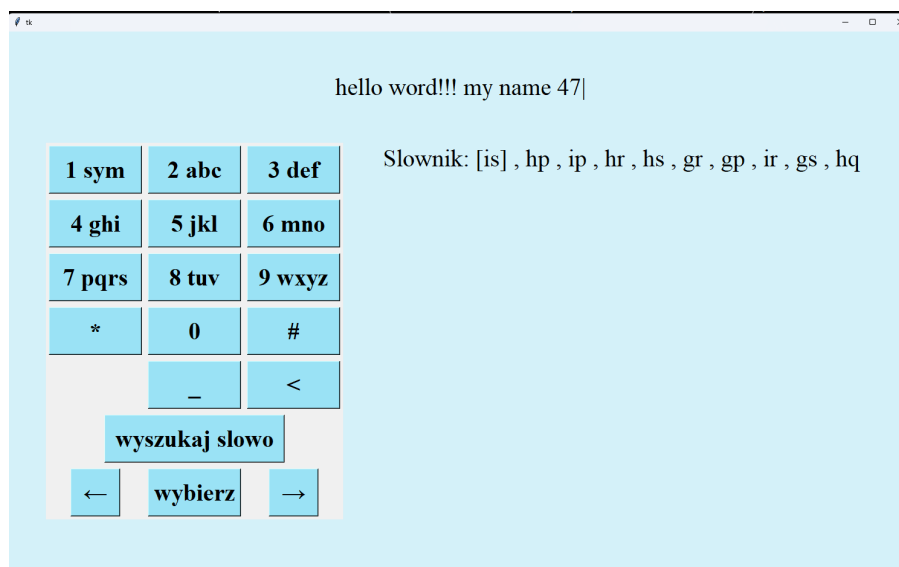 tk
hello word!!! my name 47|
Slownik: [is] , hp , ip , hr , hs , gr , gp , ir , gs , hq
1 sym 2 abc 3 def
4 ghi 5 jkl 6 mno
7 pqrs 8 tuv 9 wxyz
* 0 #
_ <
wyszukaj slowo
← wybierz →